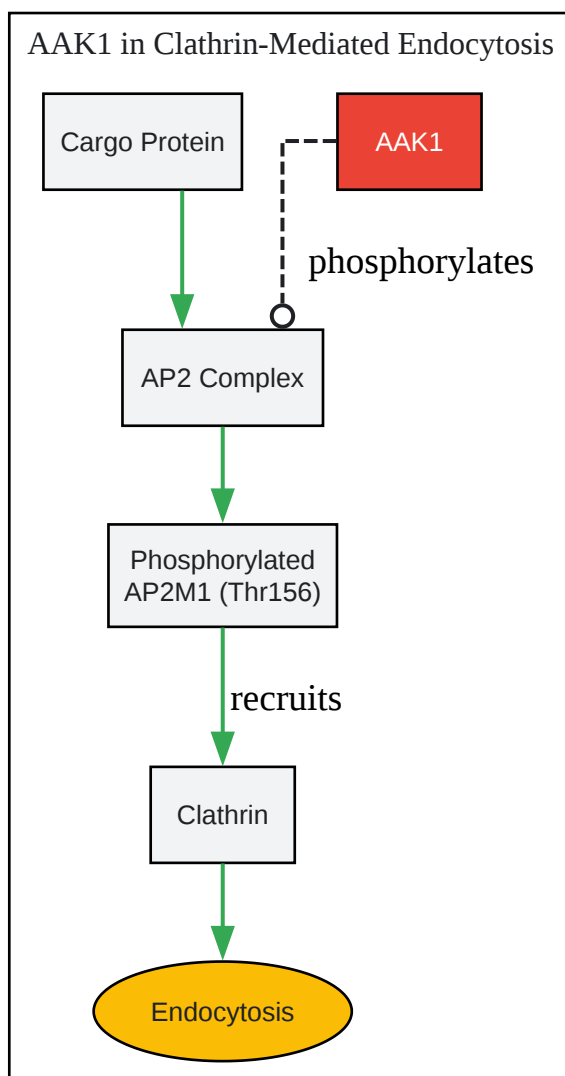 AAK1 in Clathrin-Mediated Endocytosis
Cargo Protein
AAK1
phosphorylates
AP2 Complex
Phosphorylated
AP2M1 (Thr156)
recruits
Clathrin
Endocytosis